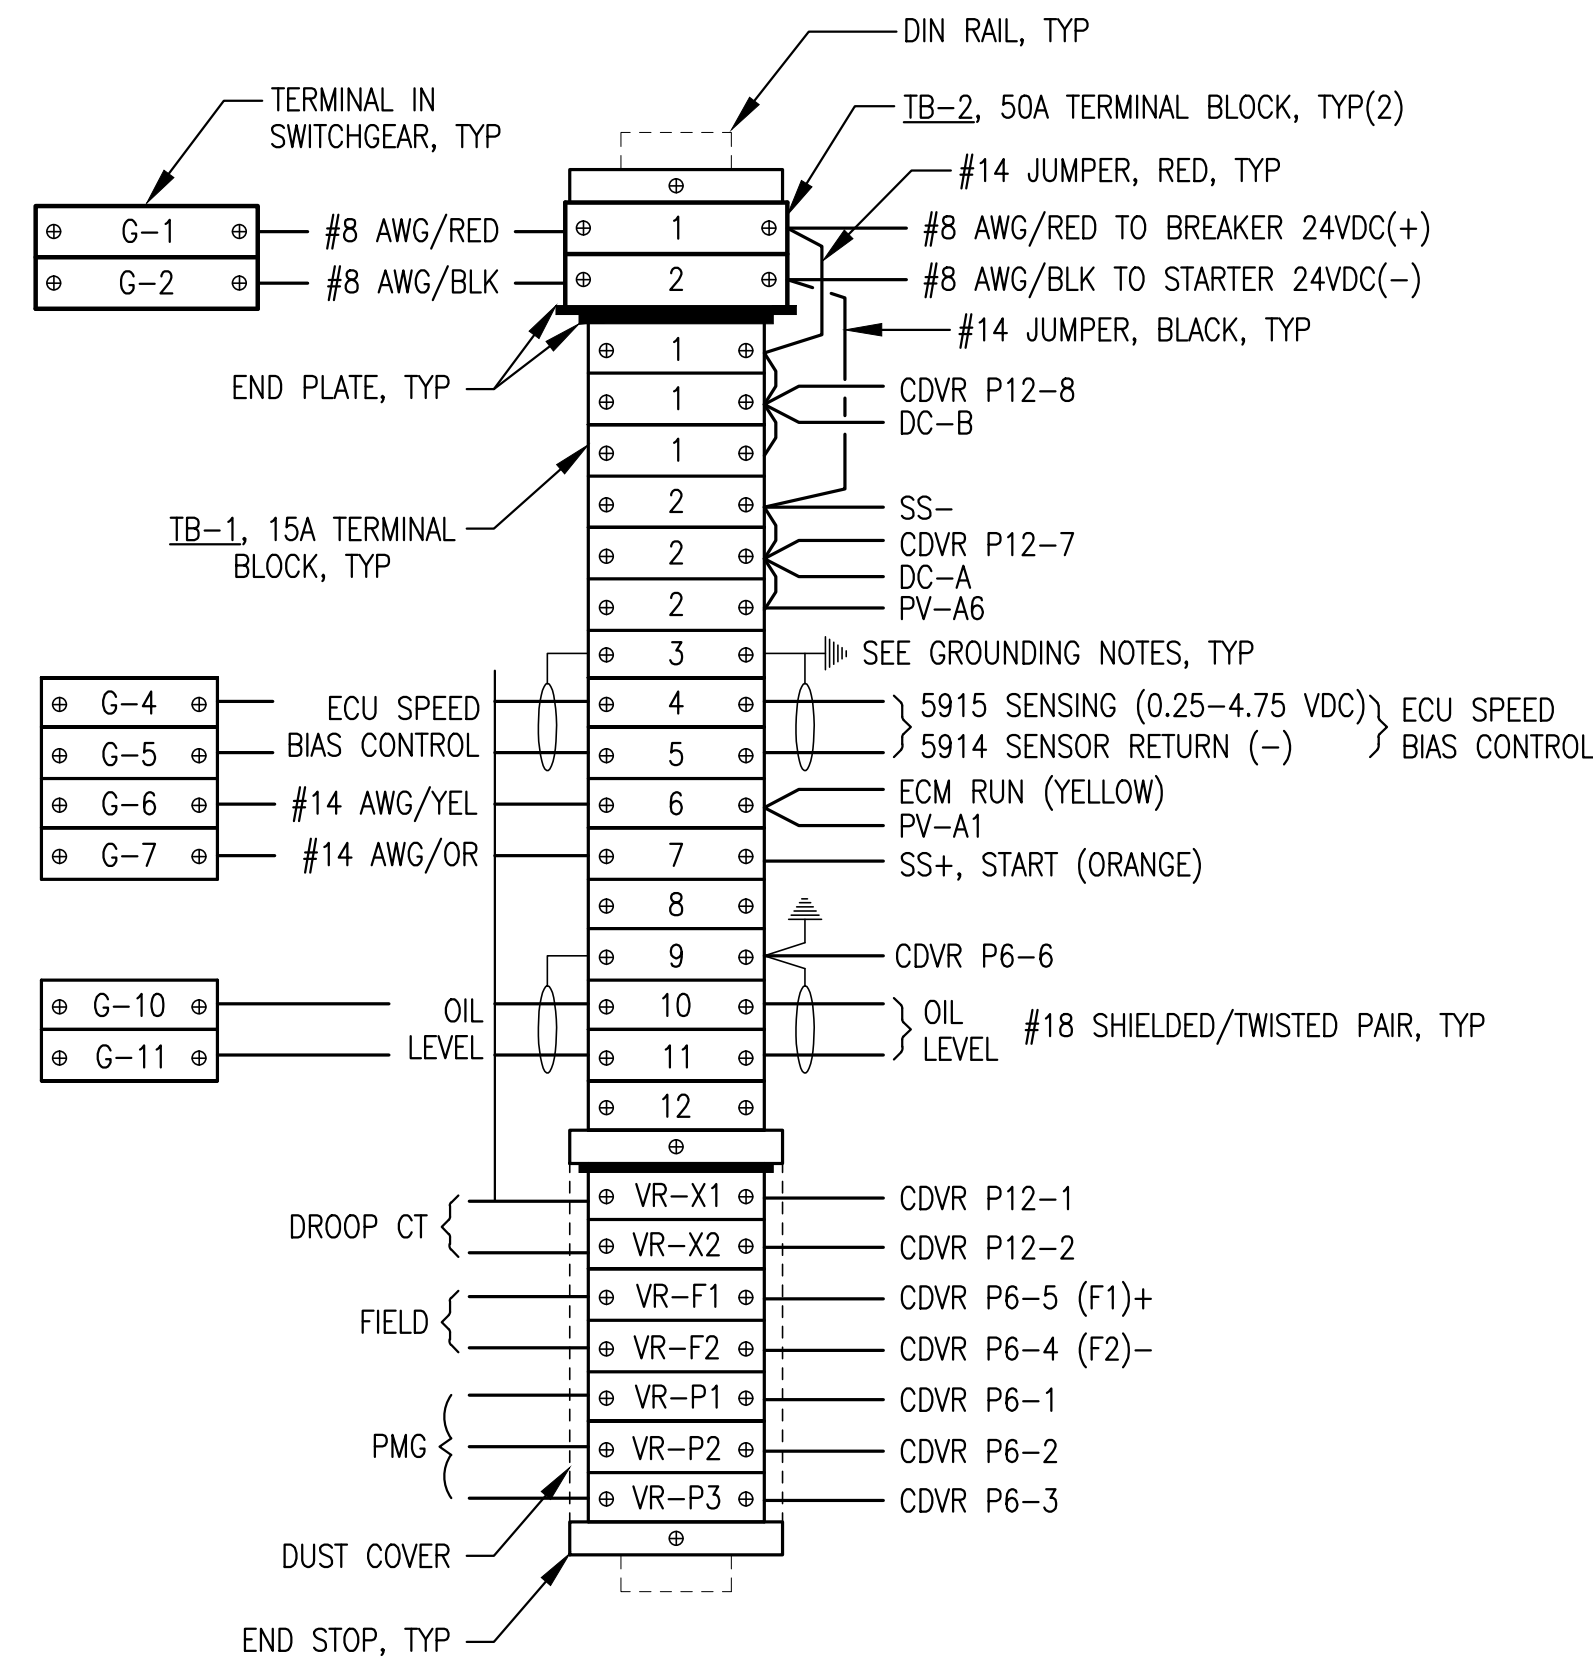 DIN RAIL, TYP
TERMINAL IN
SWITCHGEAR, TYP
TB-2, 50A TERMINAL BLOCK, TYP(2)
#14 JUMPER, RED, TYP
G-1
#8 AWG/RED
1
#8 AWG/RED TO BREAKER 24VDC(+)
G-2
#8 AWG/BLK
2
#8 AWG/BLK TO STARTER 24VDC(-)
#14 JUMPER, BLACK, TYP
1
END PLATE, TYP
1
CDVR P12-8
DC-B
1
2
SS-
TB-1, 15A TERMINAL
BLOCK, TYP
2
CDVR P12-7
DC-A
2
PV-A6
3
SEE GROUNDING NOTES, TYP
G-4
ECU SPEED
BIAS CONTROL
4
5915 SENSING (0.25-4.75 VDC)
ECU SPEED
BIAS CONTROL
G-5
5
5914 SENSOR RETURN (-)
G-6
#14 AWG/YEL
6
ECM RUN (YELLOW)
PV-A1
G-7
#14 AWG/OR
7
SS+, START (ORANGE)
8
9
CDVR P6-6
G-10
OIL
LEVEL
10
OIL
LEVEL
#18 SHIELDED/TWISTED PAIR, TYP
G-11
11
12
DROOP CT
VR-X1
CDVR P12-1
VR-X2
CDVR P12-2
FIELD
VR-F1
CDVR P6-5 (F1)+
VR-F2
CDVR P6-4 (F2)-
PMG
VR-P1
CDVR P6-1
VR-P2
CDVR P6-2
VR-P3
CDVR P6-3
DUST COVER
END STOP, TYP